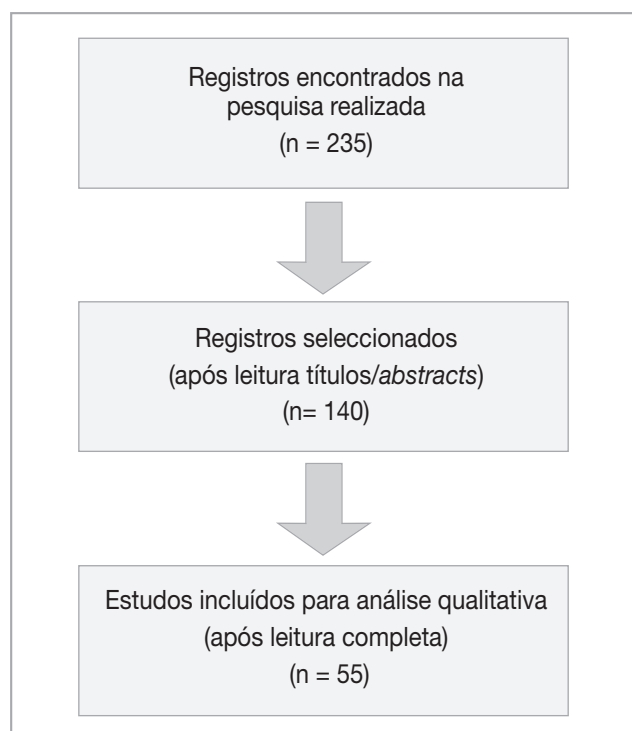 Registros encontrados na
pesquisa realizada
(n = 235)
Registros seleccionados
(após leitura títulos/abstracts)
(n= 140)
Estudos incluídos para análise qualitativa
(após leitura completa)
(n = 55)